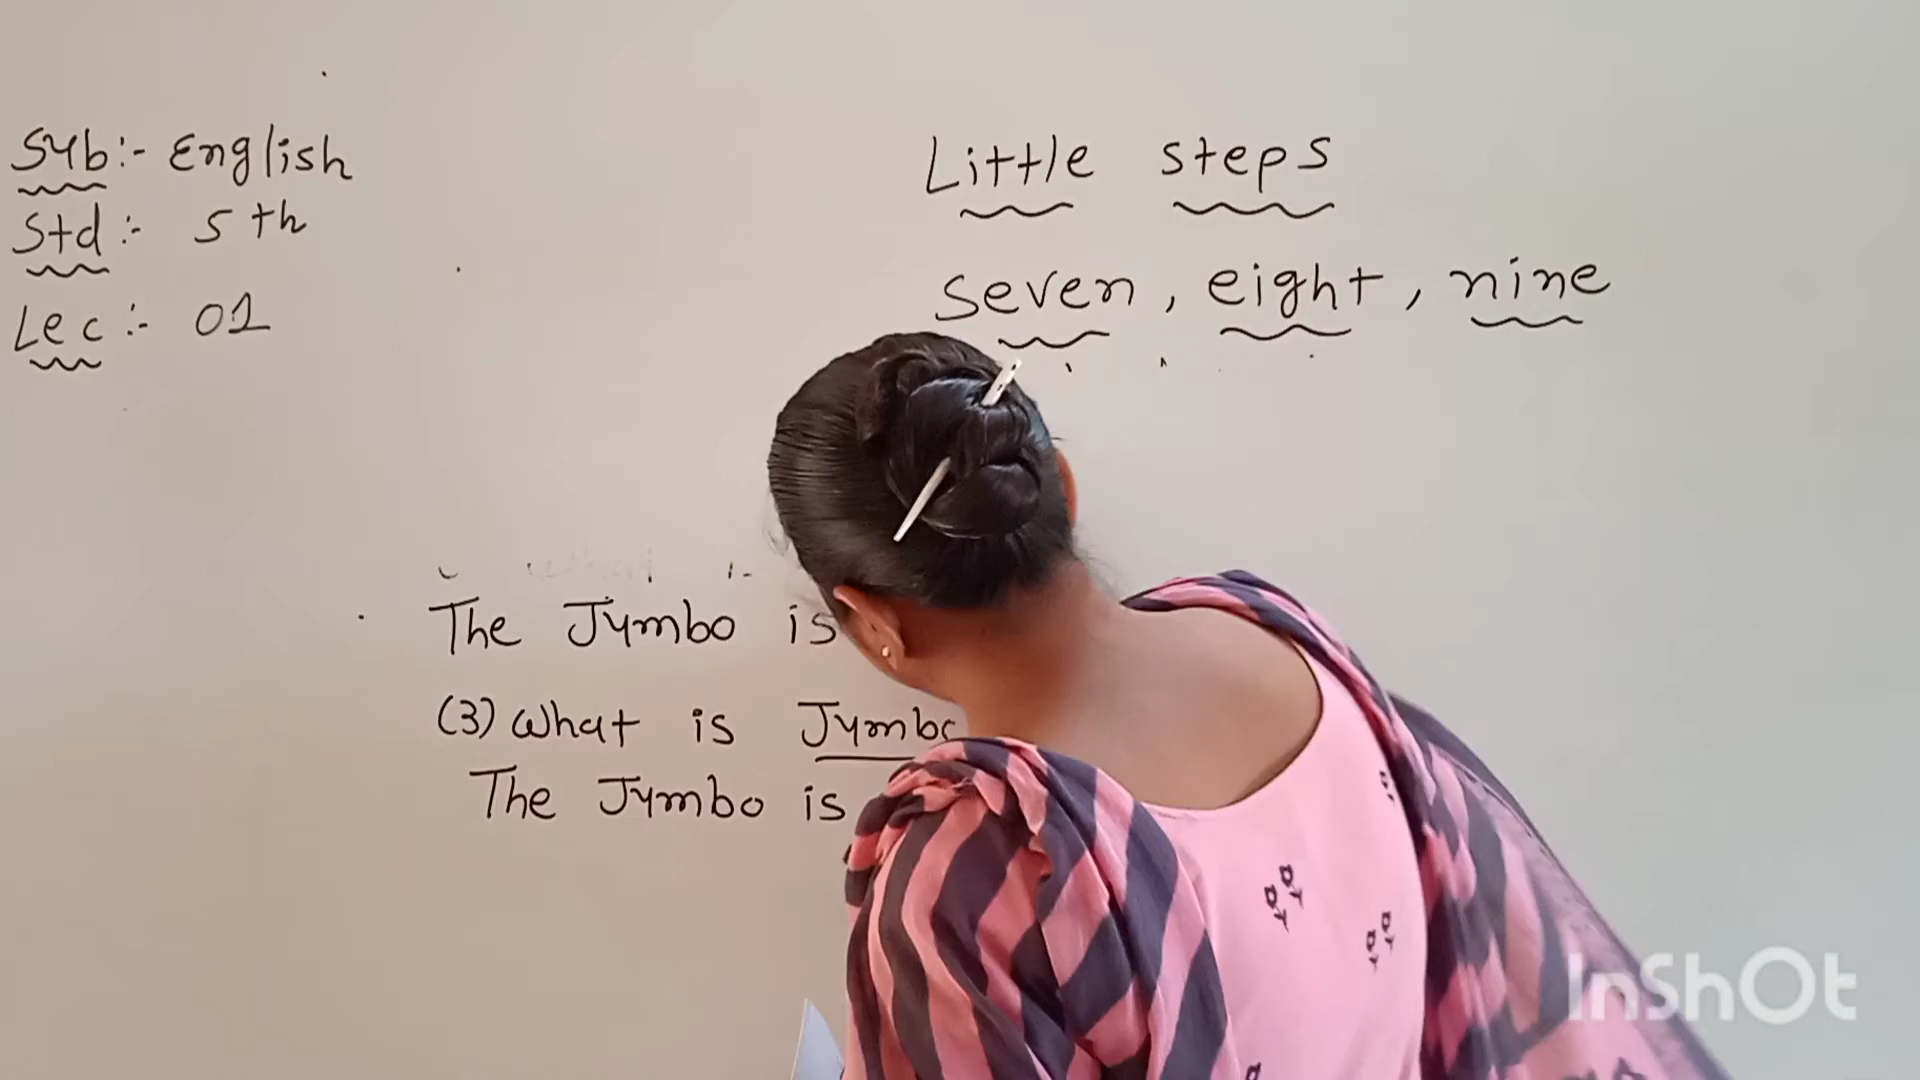 Sub:- English
Std:- 5th
Lec:- 01
Little steps
seven, eight, nine
The Jumbo is
(3) What is Jumbo
The Jumbo is
InShOt